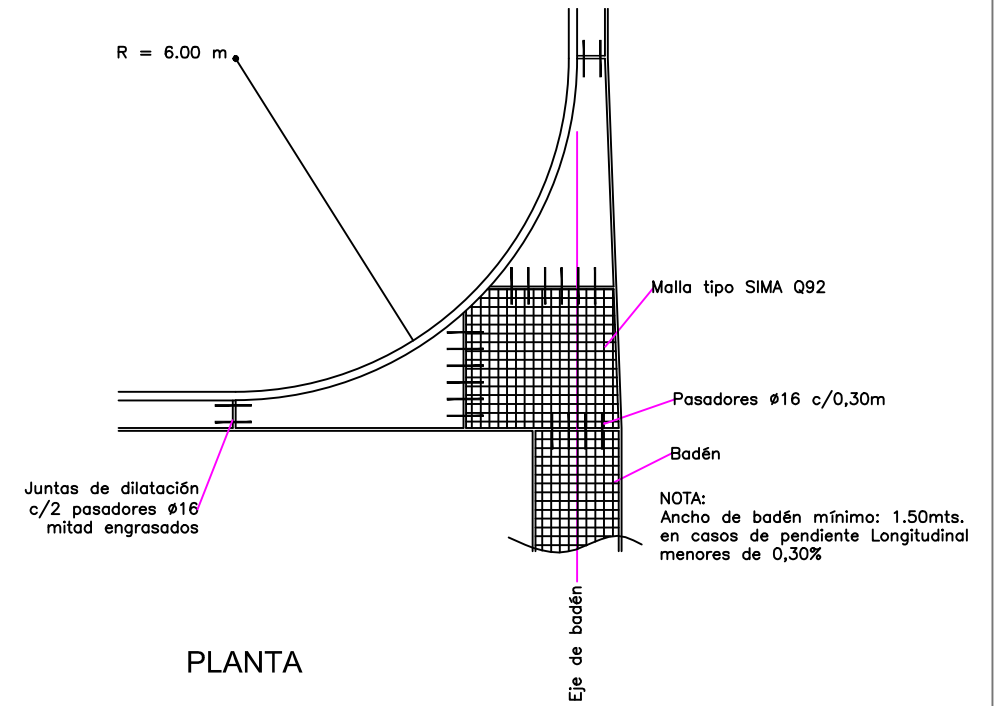 R = 6.00 m
Malla tipo SIMA Q92
Pasadores ø16 c/0,30m
Badén
Juntas de dilatación
c/2 pasadores ø16
mitad engrasados
NOTA:
Ancho de badén mínimo: 1.50mts.
en casos de pendiente Longitudinal
menores de 0,30%
Eje de badén
PLANTA